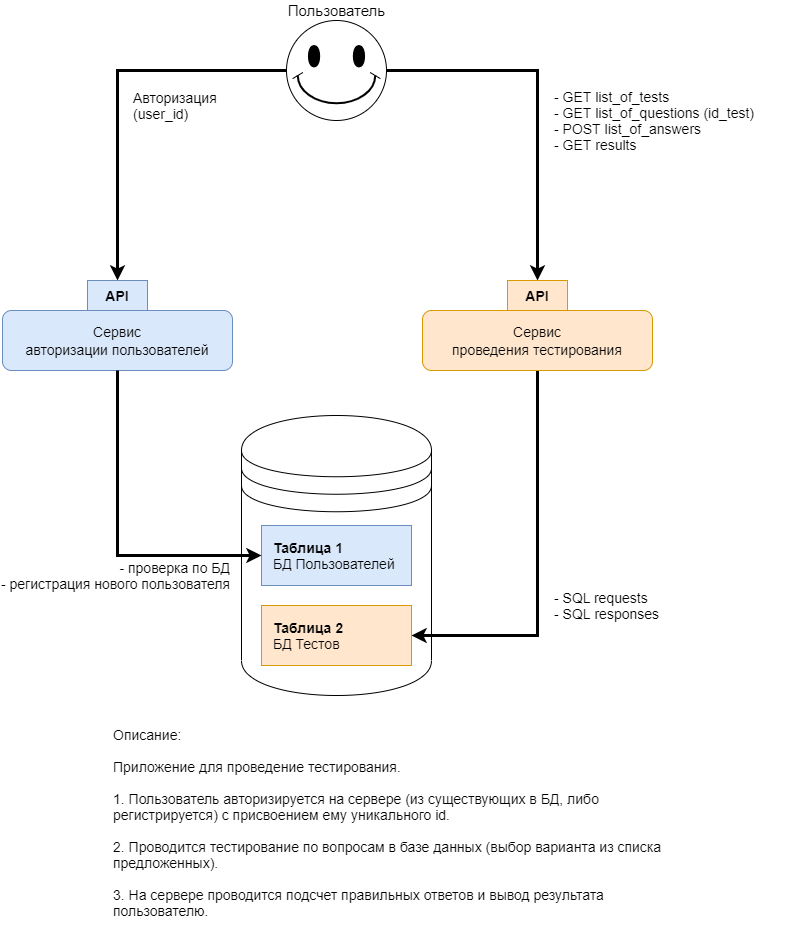 Пользователь
Авторизация
(user_id)
- GET list_of_tests
- GET list_of_questions (id_test)
- POST list_of_answers
- GET results
API
Сервис
авторизации пользователей
API
Сервис
проведения тестирования
Таблица 1
БД Пользователей
- проверка по БД
- регистрация нового пользователя
Таблица 2
БД Тестов
- SQL requests
- SQL responses
Описание:
Приложение для проведение тестирования.
1. Пользователь авторизируется на сервере (из существующих в БД, либо
регистрируется) с присвоением ему уникального id.
2. Проводится тестирование по вопросам в базе данных (выбор варианта из списка
предложенных).
3. На сервере проводится подсчет правильных ответов и вывод результата
пользователю.